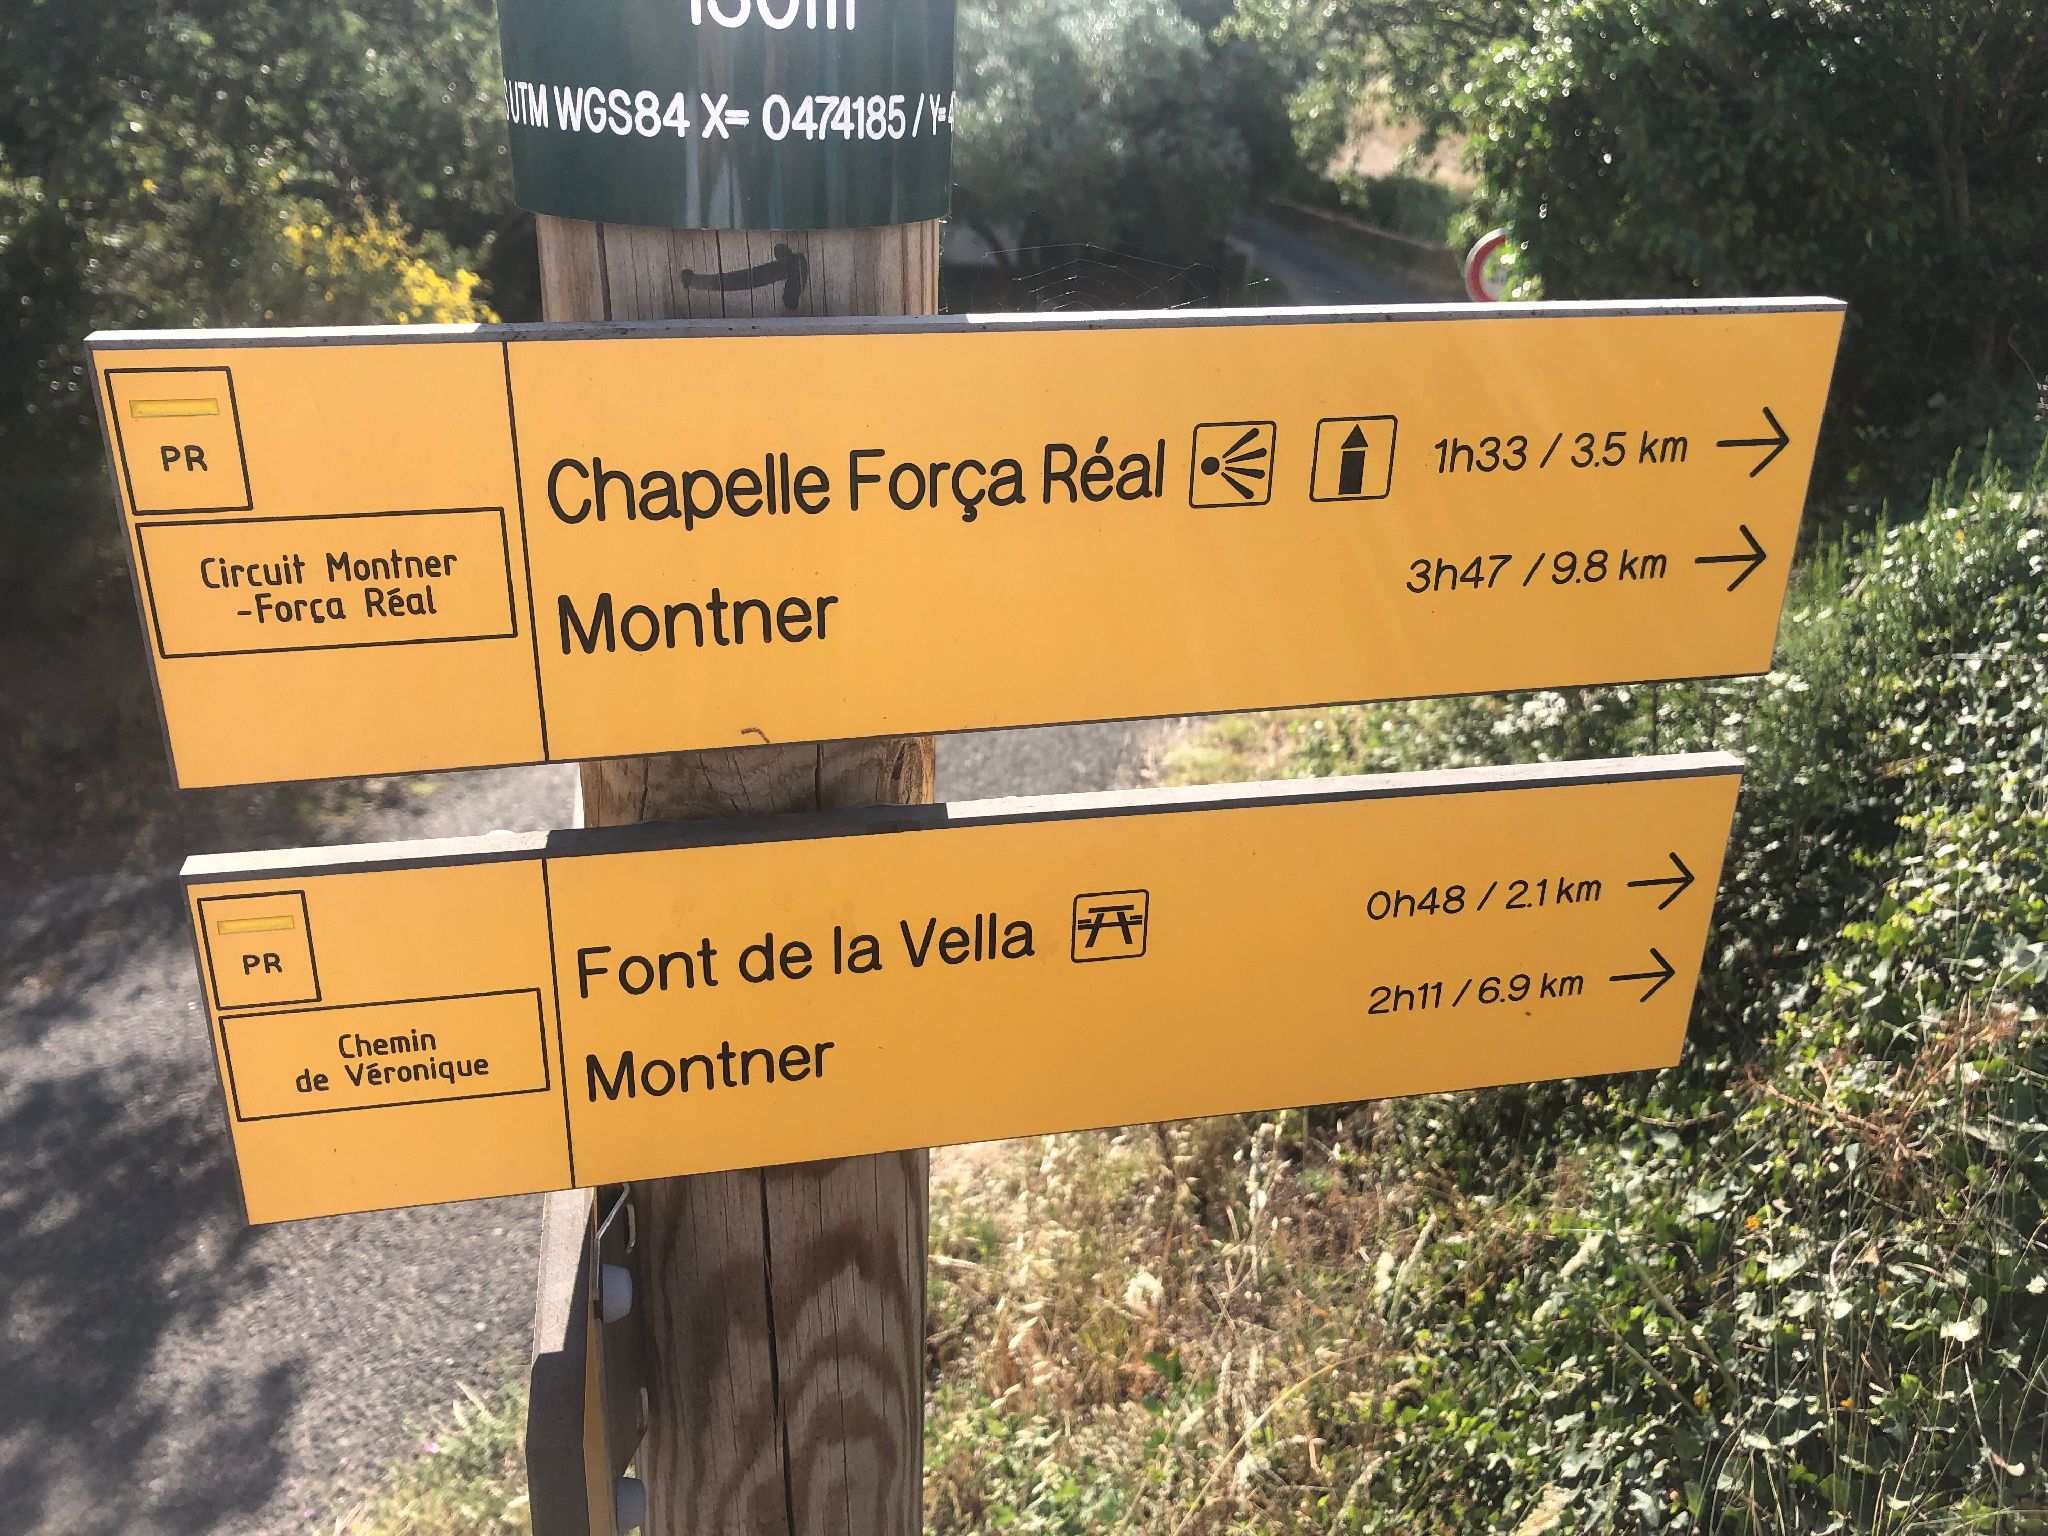 UTM WGS84 X= 0474185 / Y=
PR
Circuit Montner
-Força Réal
Chapelle Força Réal 1h33 / 3.5 km →
Montner 3h47 / 9.8 km →
PR
Chemin
de Véronique
Font de la Vella 0h48 / 2.1 km →
Montner 2h11 / 6.9 km →